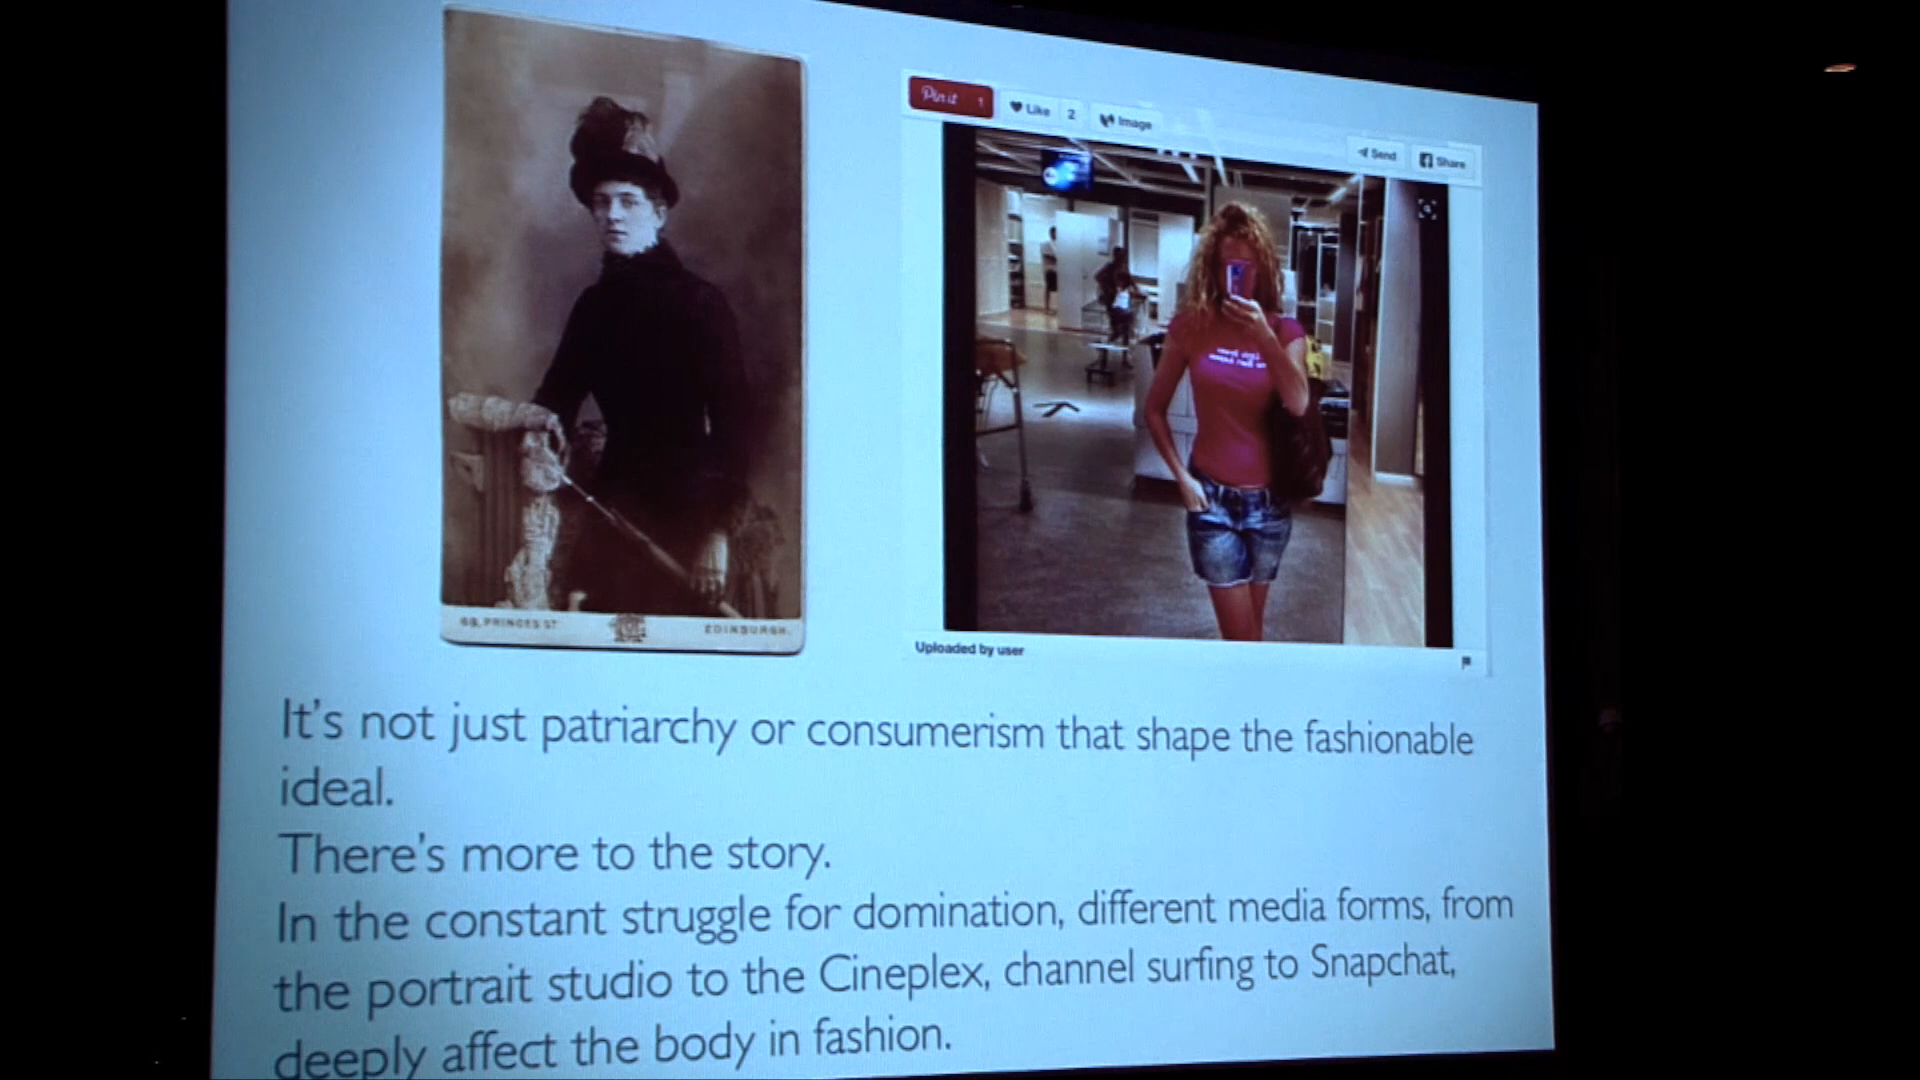 Pin it 1
Like 2
Image
Send
Share
68, PRINCES ST EDINBURGH.
Uploaded by user
It's not just patriarchy or consumerism that shape the fashionable
ideal.
There's more to the story.
In the constant struggle for domination, different media forms, from
the portrait studio to the Cineplex, channel surfing to Snapchat,
deeply affect the body in fashion.